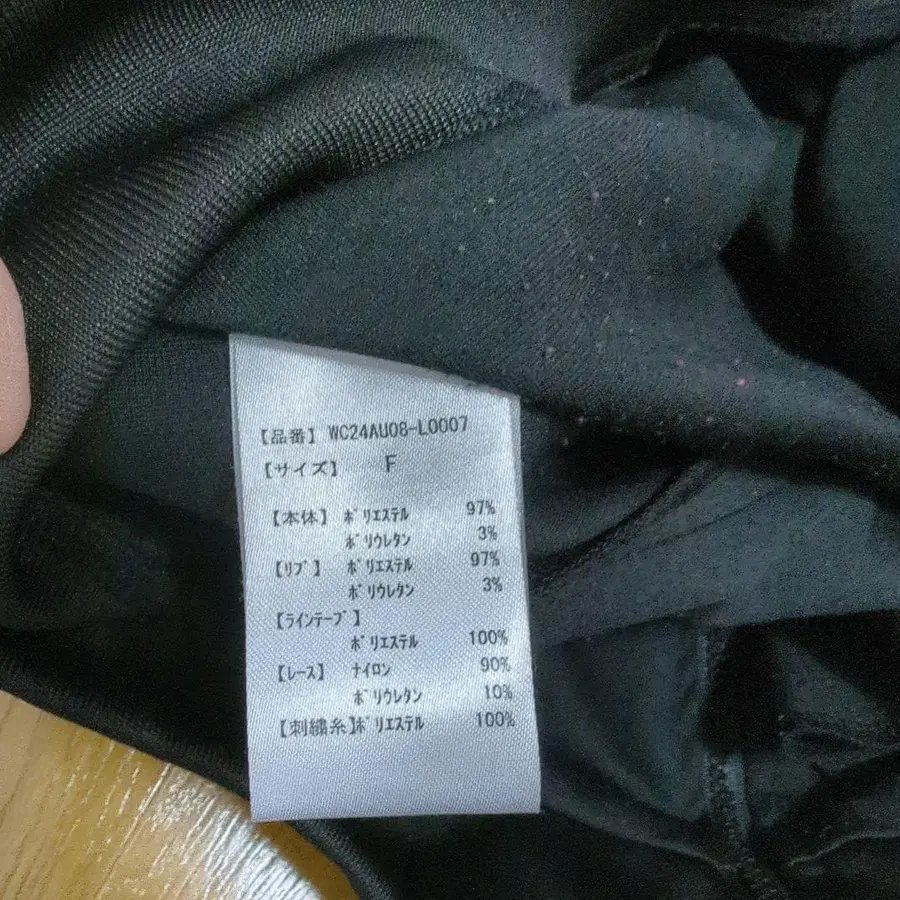 【品番】 WC24AU08-L0007
【サイズ】 F
【本体】 ポリエステル 97%
ポリウレタン 3%
【リブ】 ポリエステル 97%
ポリウレタン 3%
【ラインテープ】
ポリエステル 100%
【レース】 ナイロン 90%
ポリウレタン 10%
【刺繍糸】ポリエステル 100%